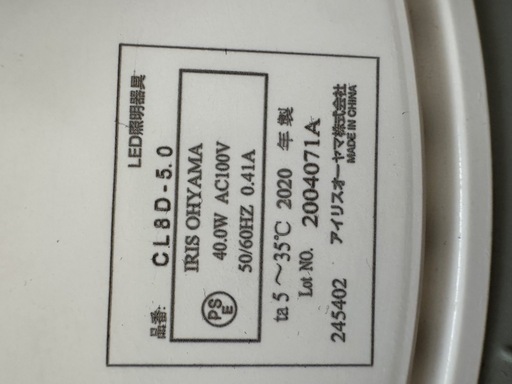 LED照明器具
品番: CL8D-5.0
IRIS OHYAMA
40.0W AC100V
PSE 50/60HZ 0.41A
ta 5～35℃ 2020 年 製
Lot NO. 2004071A
245402 アイリスオーヤマ株式会社
MADE IN CHINA